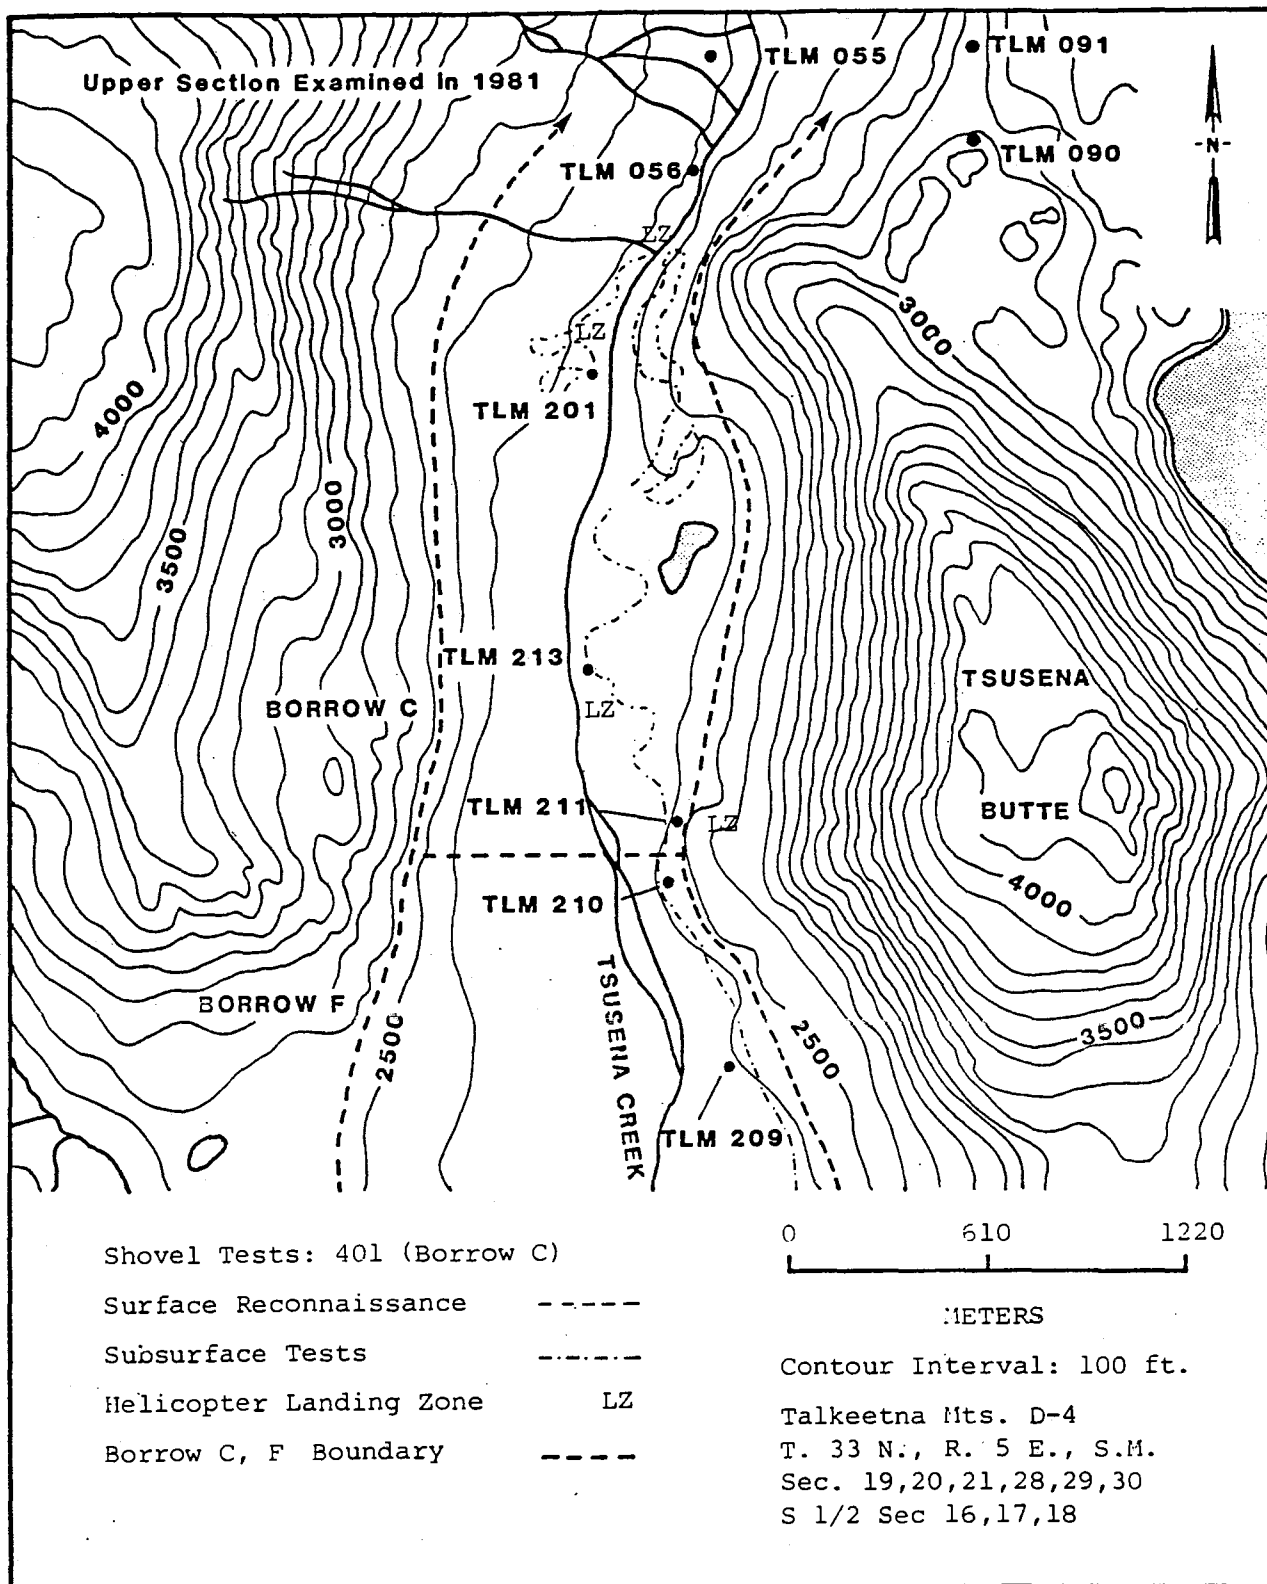 TLM 091
TLM 055
Upper Section Examined in 1981
-N-
TLM 090
TLM 056
LZ
3000
LZ
4000
TLM 201
3000
3500
TLM 213
TSUSENA
BORROW C
LZ
BUTTE
TLM 211
LZ
4000
TLM 210
BORROW F
TSUSENA CREEK
2500
2500
3500
TLM 209
0 610 1220
METERS
Shovel Tests: 401 (Borrow C)
Surface Reconnaissance
Subsurface Tests
Helicopter Landing Zone LZ
Borrow C, F Boundary
Contour Interval: 100 ft.
Talkeetna Mts. D-4
T. 33 N., R. 5 E., S.M.
Sec. 19,20,21,28,29,30
S 1/2 Sec 16,17,18